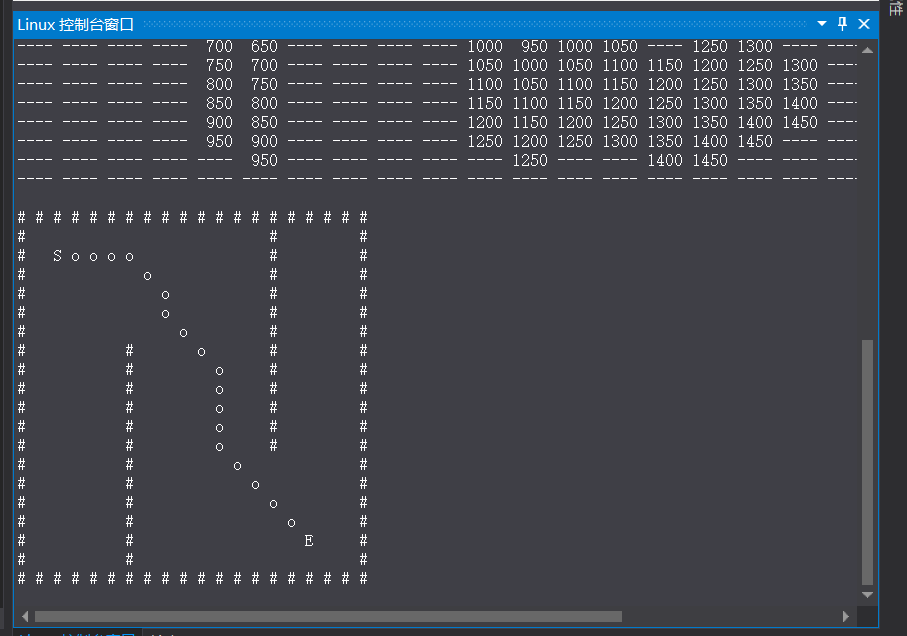 Linux 控制台窗口
---- ---- ---- ---- 700 650 ---- ---- ---- ---- 1000 950 1000 1050 ---- 1250 1300 ---- ----
---- ---- ---- ---- 750 700 ---- ---- ---- ---- 1050 1000 1050 1100 1150 1200 1250 1300 ----
---- ---- ---- ---- 800 750 ---- ---- ---- ---- 1100 1050 1100 1150 1200 1250 1300 1350 ----
---- ---- ---- ---- 850 800 ---- ---- ---- ---- 1150 1100 1150 1200 1250 1300 1350 1400 ----
---- ---- ---- ---- 900 850 ---- ---- ---- ---- 1200 1150 1200 1250 1300 1350 1400 1450 ----
---- ---- ---- ---- 950 900 ---- ---- ---- ---- 1250 1200 1250 1300 1350 1400 1450 ---- ----
---- ---- ---- ---- ---- 950 ---- ---- ---- ---- ---- 1250 ---- ---- 1400 1450 ---- ---- ----
---- ---- ---- ---- ---- ---- ---- ---- ---- ---- ---- ---- ---- ---- ---- ---- ---- ---- ----
# # # # # # # # # # # # # # # # # # # #
#                           #         #
#   S o o o o               #         #
#             o             #         #
#               o           #         #
#               o           #         #
#                 o         #         #
#           #       o       #         #
#           #         o     #         #
#           #         o     #         #
#           #         o     #         #
#           #         o     #         #
#           #         o     #         #
#           #           o             #
#           #             o           #
#           #               o         #
#           #                 o       #
#           #                   E     #
#           #                         #
# # # # # # # # # # # # # # # # # # # #